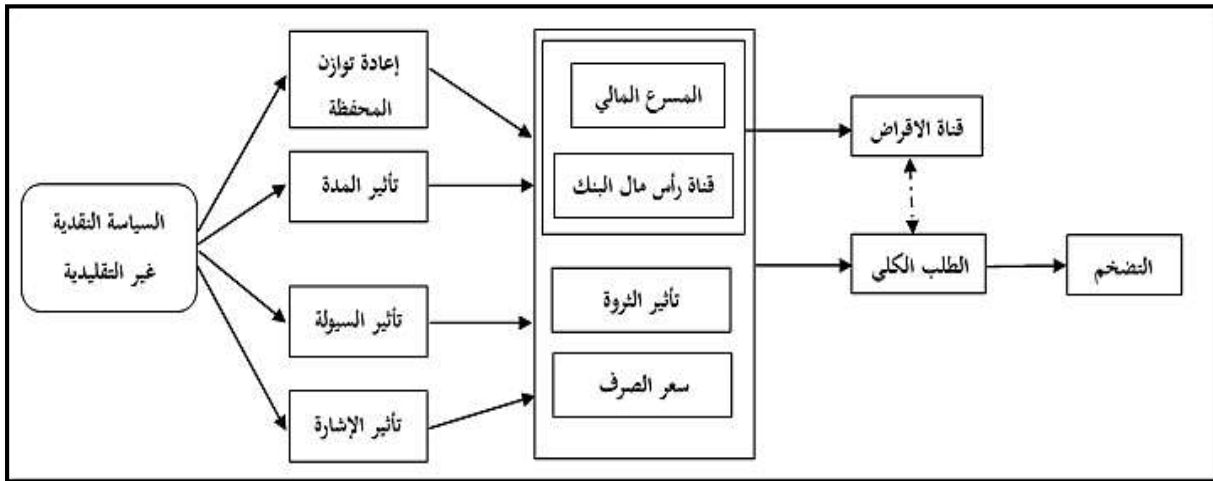 السياسة النقدية
غير التقليدية
إعادة توازن
المحفظة
تأثير المدة
تأثير السيولة
تأثير الإشارة
المسرع المالي
قناة رأس مال البنك
تأثير الثروة
سعر الصرف
قناة الاقراض
الطلب الكلي
التضخم